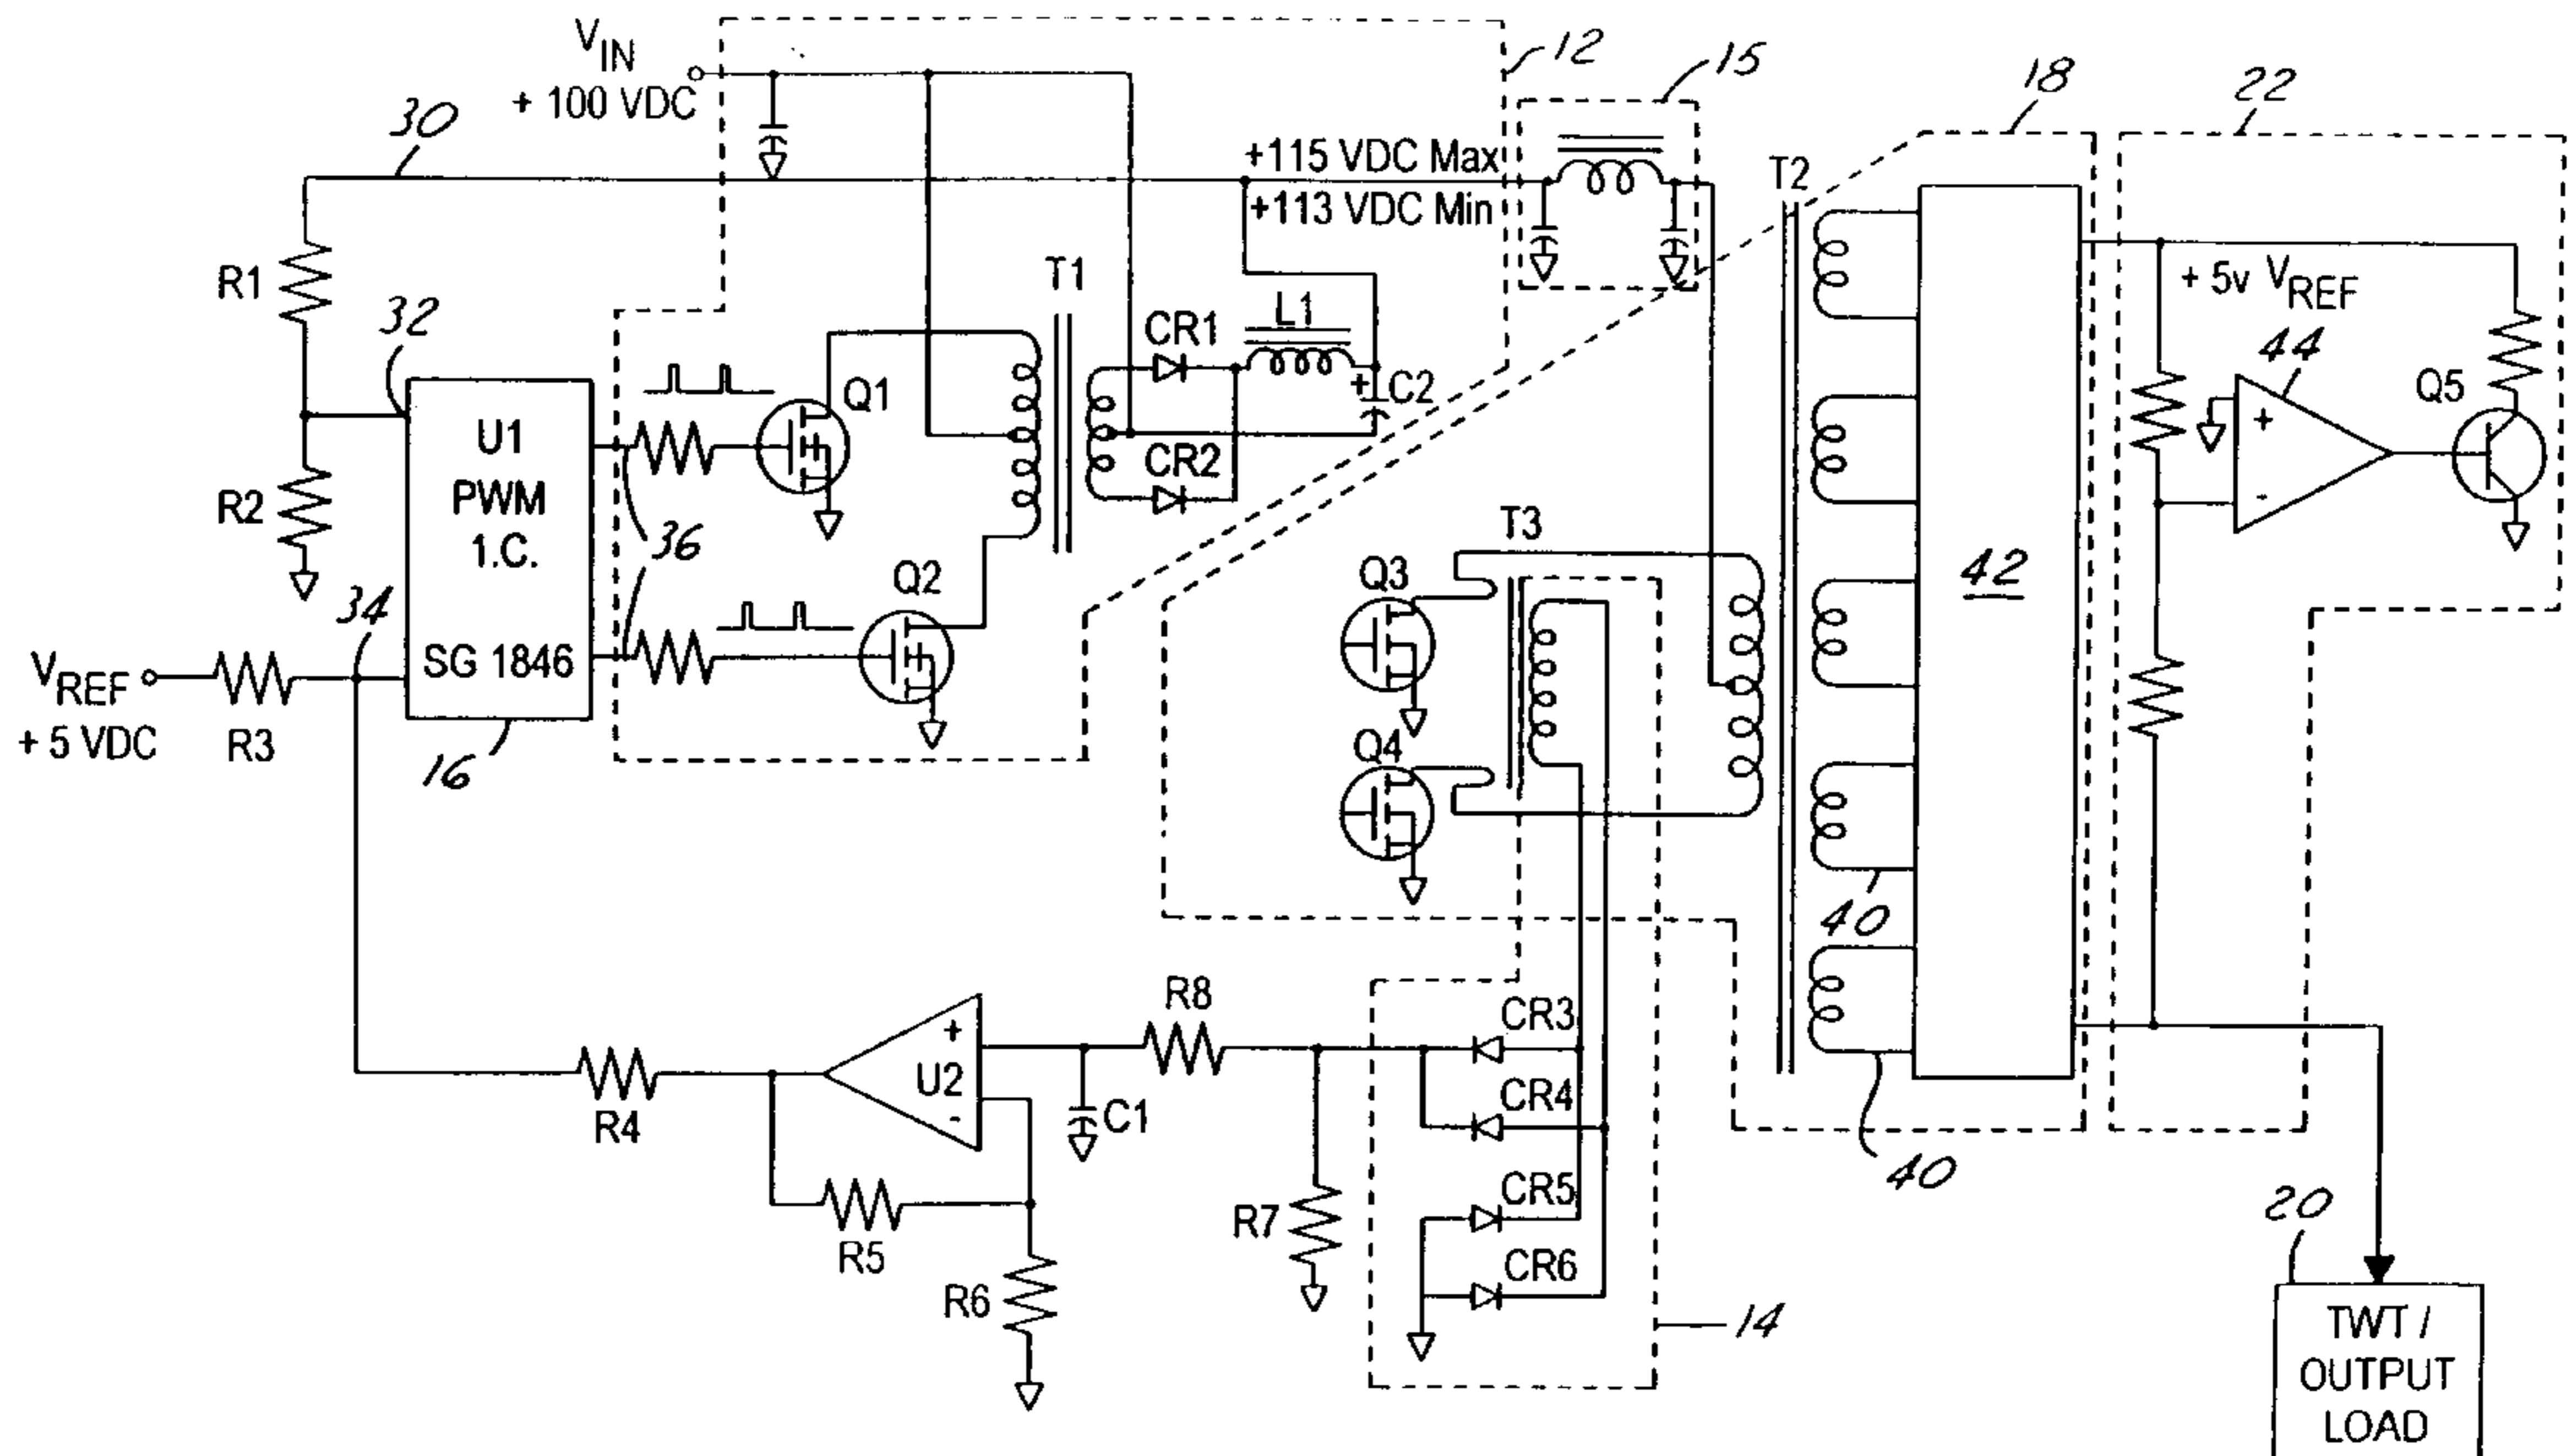 V_IN
+ 100 VDC
12
15
18
22
30
+115 VDC Max
+113 VDC Min
T2
R1
32
T1
CR1
L1
+ 5v V_REF
44
Q1
+
C2
Q5
U1
PWM
1.C.
SG 1846
CR2
+
-
R2
36
T3
34
Q2
Q3
42
V_REF
+ 5 VDC
R3
16
Q4
40
R8
CR3
+
U2
-
CR4
R4
C1
40
CR5
R7
R5
CR6
20
R6
14
TWT /
OUTPUT
LOAD